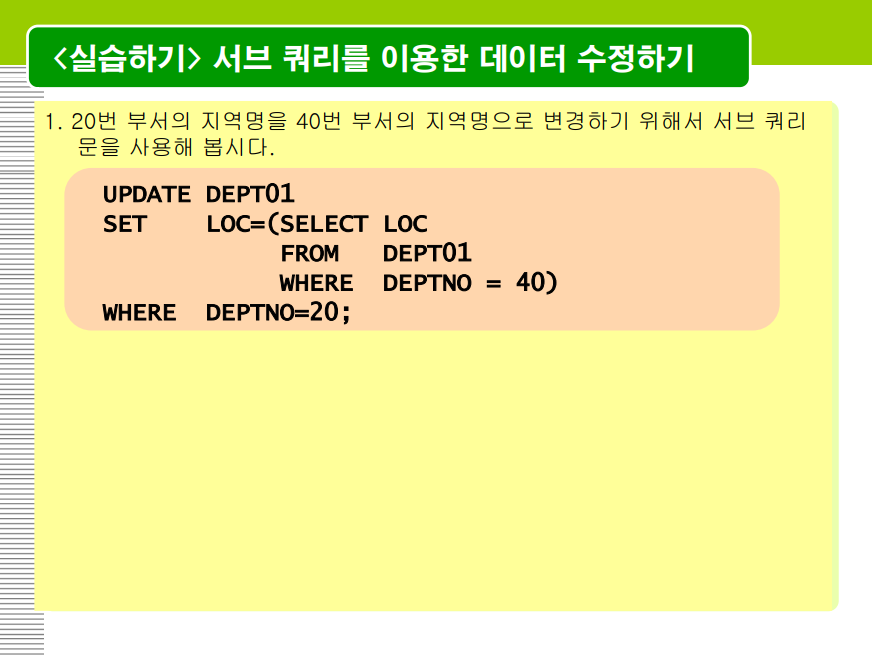 <실습하기> 서브 쿼리를 이용한 데이터 수정하기
1. 20번 부서의 지역명을 40번 부서의 지역명으로 변경하기 위해서 서브 쿼리
문을 사용해 봅시다.
UPDATE DEPT01
SET LOC=(SELECT LOC
FROM DEPT01
WHERE DEPTNO = 40)
WHERE DEPTNO=20;